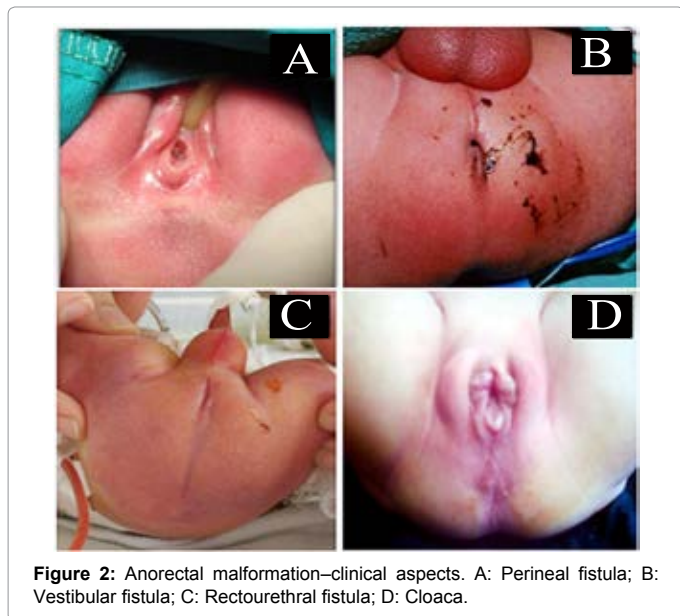 A
B
C
D
Figure 2: Anorectal malformation–clinical aspects. A: Perineal fistula; B:
Vestibular fistula; C: Rectourethral fistula; D: Cloaca.